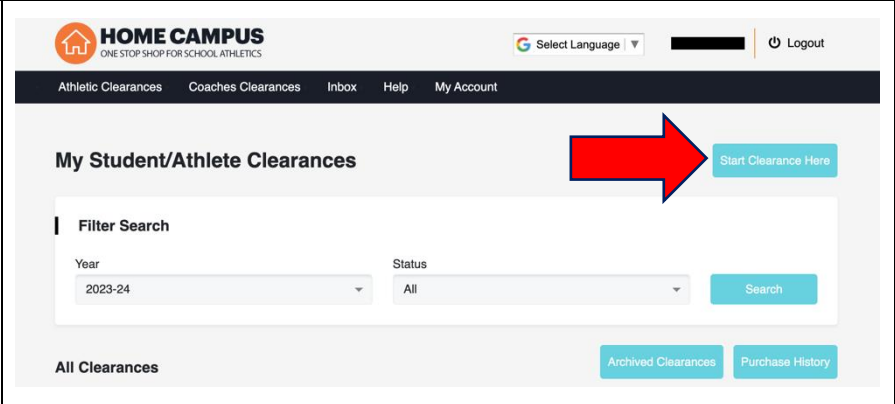 HOME CAMPUS
ONE STOP SHOP FOR SCHOOL ATHLETICS
Select Language
Logout
Athletic Clearances Coaches Clearances Inbox Help My Account
My Student/Athlete Clearances
Start Clearance Here
Filter Search
Year Status
2023-24 All Search
All Clearances
Archived Clearances Purchase History